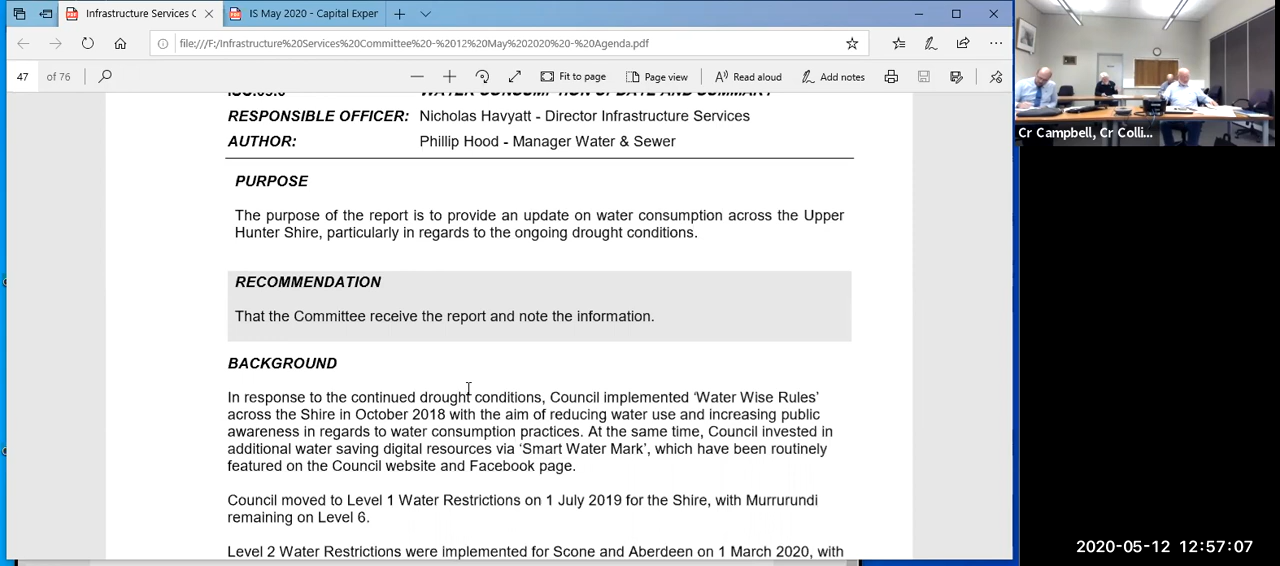 Infrastructure Services C
IS May 2020 - Capital Exper
file:///F:/Infrastructure%20Services%20Committee%20-%2012%20May%202020%20-%20Agenda.pdf
47 of 76
Fit to page
Page view
Read aloud
Add notes
WATER CONSUMPTION UPDATE AND SUMMARY
RESPONSIBLE OFFICER: Nicholas Havyatt - Director Infrastructure Services
AUTHOR: Phillip Hood - Manager Water & Sewer
PURPOSE
The purpose of the report is to provide an update on water consumption across the Upper
Hunter Shire, particularly in regards to the ongoing drought conditions.
RECOMMENDATION
That the Committee receive the report and note the information.
BACKGROUND
In response to the continued drought conditions, Council implemented ‘Water Wise Rules’
across the Shire in October 2018 with the aim of reducing water use and increasing public
awareness in regards to water consumption practices. At the same time, Council invested in
additional water saving digital resources via ‘Smart Water Mark’, which have been routinely
featured on the Council website and Facebook page.
Council moved to Level 1 Water Restrictions on 1 July 2019 for the Shire, with Murrurundi
remaining on Level 6.
Level 2 Water Restrictions were implemented for Scone and Aberdeen on 1 March 2020, with
Cr Campbell, Cr Colli...
2020-05-12 12:57:07